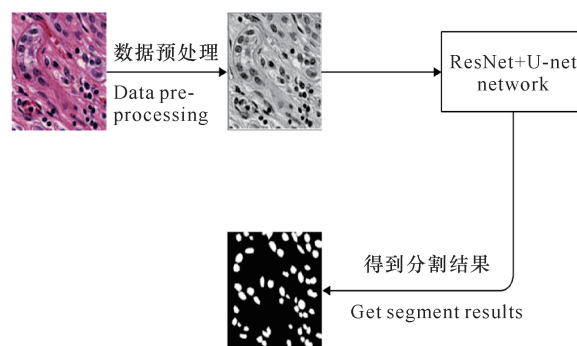 数据预处理
Data pre-
processing
ResNet+U-net
network
得到分割结果
Get segment results